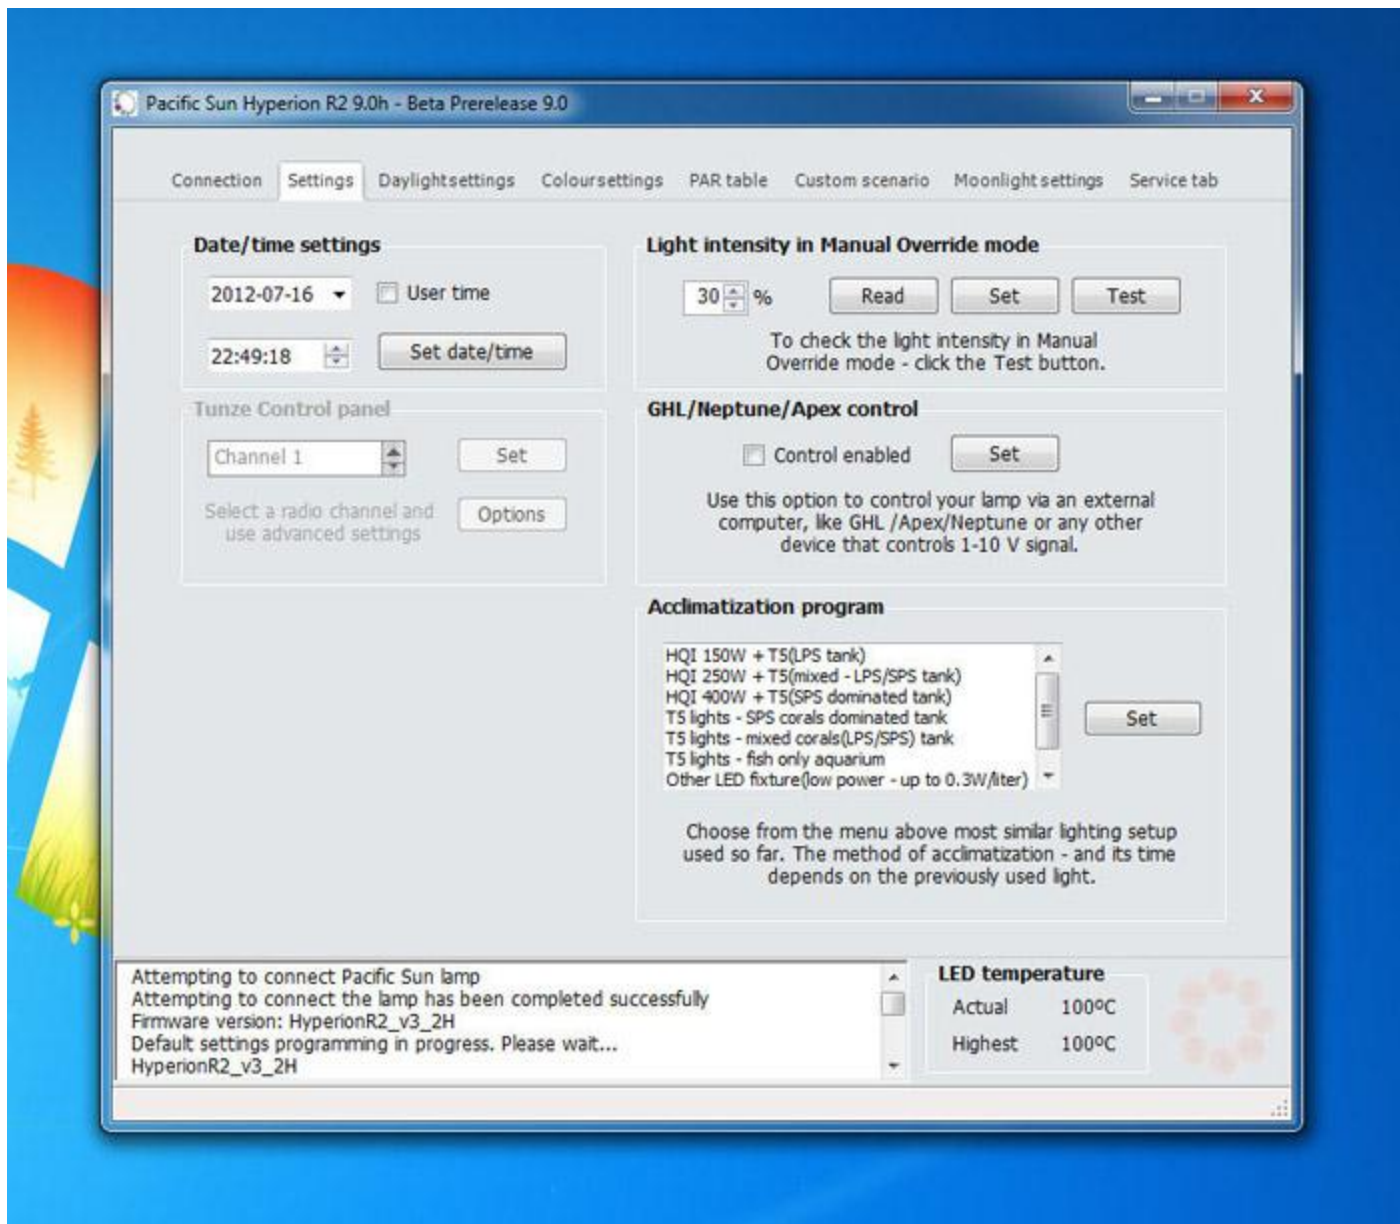 Pacific Sun Hyperion R2 9.0h - Beta Prerelease 9.0
Connection Settings Daylightsettings Coloursettings PAR table Custom scenario Moonlight settings Service tab
Date/time settings
2012-07-16
User time
22:49:18
Set date/time
Tunze Control panel
Channel 1
Set
Select a radio channel and
use advanced settings
Options
Light intensity in Manual Override mode
30 %
Read
Set
Test
To check the light intensity in Manual
Override mode - click the Test button.
GHL/Neptune/Apex control
Control enabled
Set
Use this option to control your lamp via an external
computer, like GHL /Apex/Neptune or any other
device that controls 1-10 V signal.
Acclimatization program
HQI 150W + T5(LPS tank)
HQI 250W + T5(mixed - LPS/SPS tank)
HQI 400W + T5(SPS dominated tank)
T5 lights - SPS corals dominated tank
T5 lights - mixed corals(LPS/SPS) tank
T5 lights - fish only aquarium
Other LED fixture(low power - up to 0.3W/liter)
Set
Choose from the menu above most similar lighting setup
used so far. The method of acclimatization - and its time
depends on the previously used light.
Attempting to connect Pacific Sun lamp
Attempting to connect the lamp has been completed successfully
Firmware version: HyperionR2_v3_2H
Default settings programming in progress. Please wait...
HyperionR2_v3_2H
LED temperature
Actual 100ºC
Highest 100ºC